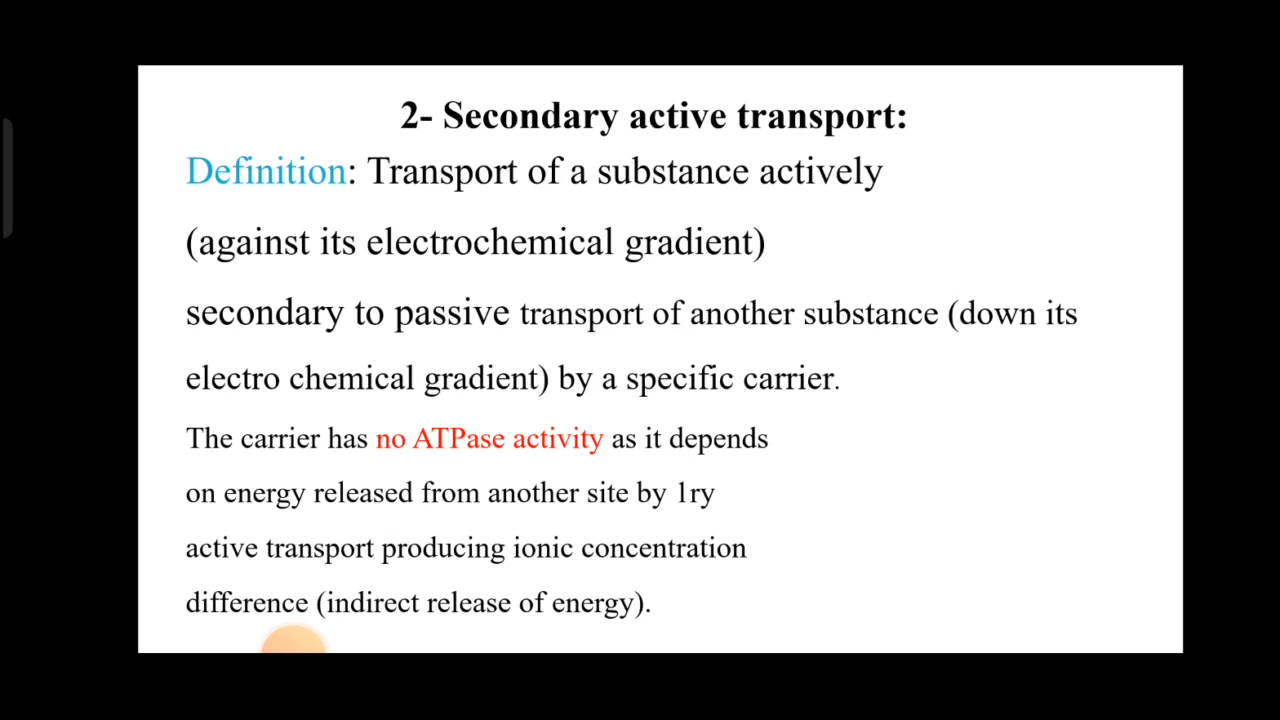 2- Secondary active transport:
Definition: Transport of a substance actively
(against its electrochemical gradient)
secondary to passive transport of another substance (down its
electro chemical gradient) by a specific carrier.
The carrier has no ATPase activity as it depends
on energy released from another site by 1ry
active transport producing ionic concentration
difference (indirect release of energy).